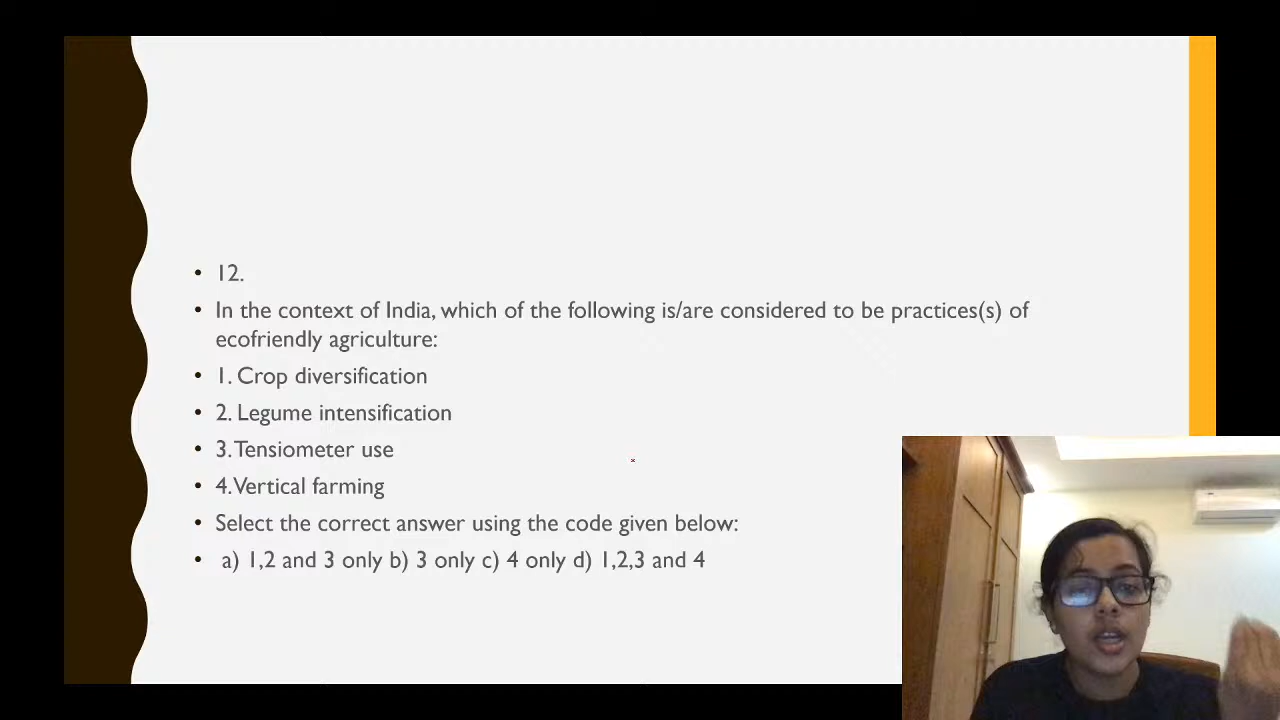 12.
In the context of India, which of the following is/are considered to be practices(s) of
ecofriendly agriculture:
1. Crop diversification
2. Legume intensification
3. Tensiometer use
4. Vertical farming
Select the correct answer using the code given below:
a) 1,2 and 3 only b) 3 only c) 4 only d) 1,2,3 and 4